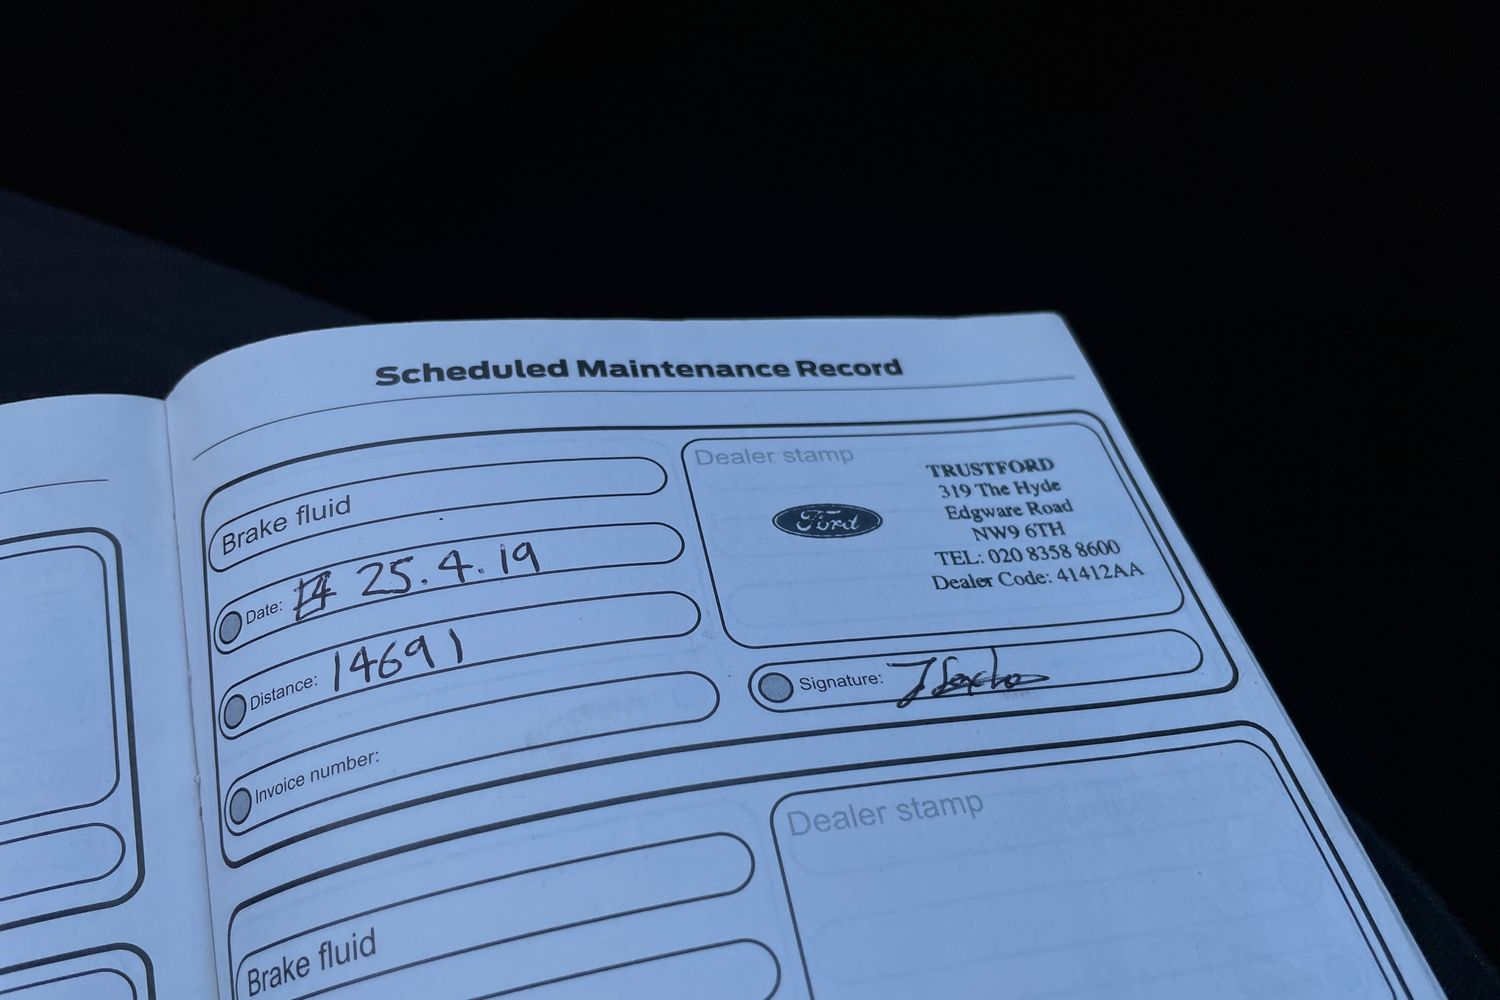 Scheduled Maintenance Record
Brake fluid
Date: 25.4.19
Distance: 14691
Invoice number:
Dealer stamp
Ford
TRUSTFORD
319 The Hyde
Edgware Road
NW9 6TH
TEL: 020 8358 8600
Dealer Code: 41412AA
Signature:
Brake fluid
Dealer stamp